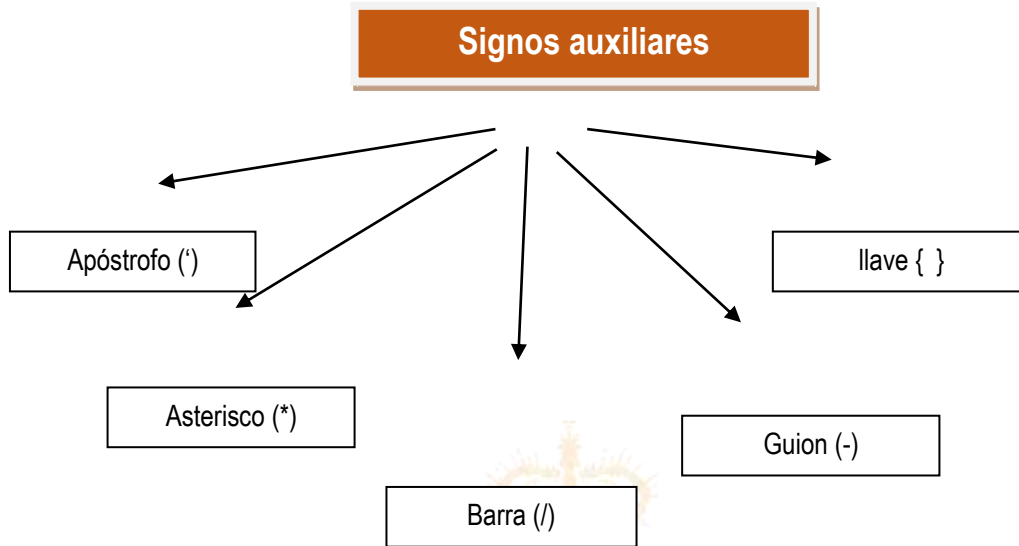 Signos auxiliares
Apóstrofo (‘)
llave { }
Asterisco (*)
Guion (-)
Barra (/)